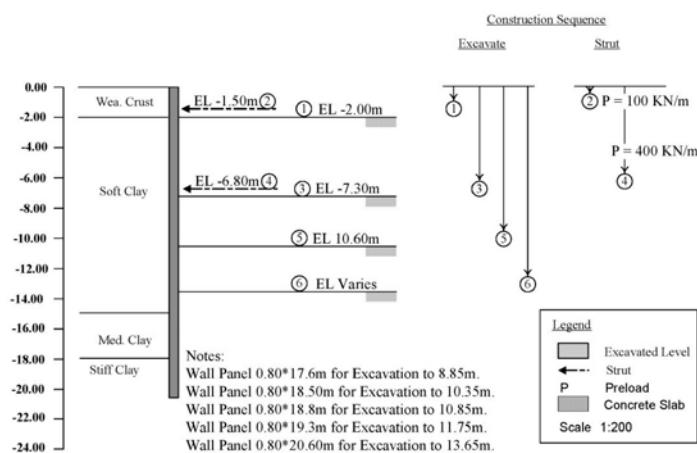 Construction Sequence
Excavate Strut
0.00
Wea. Crust
EL -1.50m ②
① EL -2.00m
-2.00
① ② P = 100 KN/m
-4.00
P = 400 KN/m
-6.00
EL -6.80m ④
③ EL -7.30m
③ ④
Soft Clay
-8.00
-10.00
⑤ EL 10.60m
⑤
-12.00
⑥ EL Varies
⑥
-14.00
-16.00
Med. Clay
-18.00
Stiff Clay
-20.00
-22.00
-24.00
Notes:
Wall Panel 0.80*17.6m for Excavation to 8.85m.
Wall Panel 0.80*18.50m for Excavation to 10.35m.
Wall Panel 0.80*18.8m for Excavation to 10.85m.
Wall Panel 0.80*19.3m for Excavation to 11.75m.
Wall Panel 0.80*20.60m for Excavation to 13.65m.
Legend
Excavated Level
Strut
P Preload
Concrete Slab
Scale 1:200